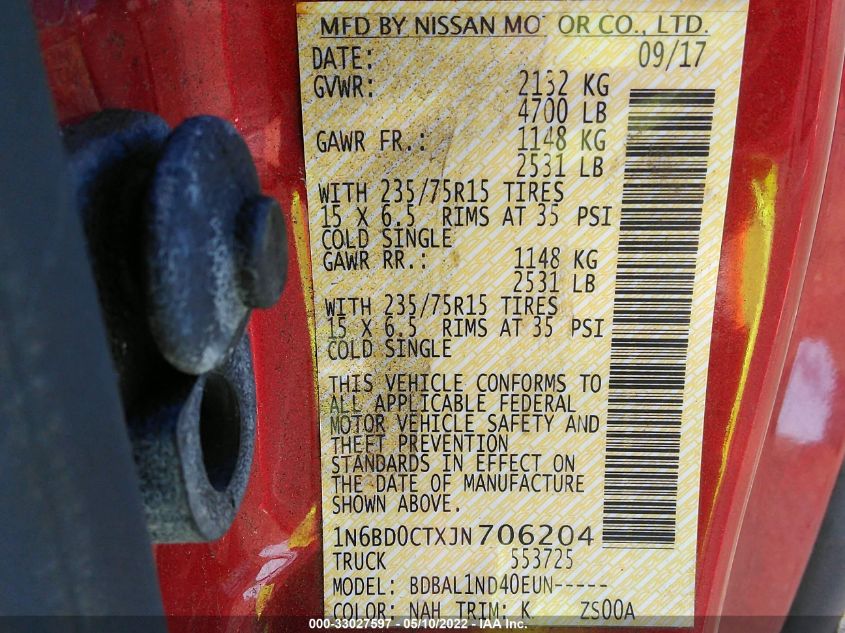 MFD BY NISSAN MOTOR CO., LTD.
DATE: 09/17
GVWR: 2132 KG
4700 LB
GAWR FR.: 1148 KG
2531 LB
WITH 235/75R15 TIRES
15 X 6.5 RIMS AT 35 PSI
COLD SINGLE
GAWR RR.: 1148 KG
2531 LB
WITH 235/75R15 TIRES
15 X 6.5 RIMS AT 35 PSI
COLD SINGLE
THIS VEHICLE CONFORMS TO
ALL APPLICABLE FEDERAL
MOTOR VEHICLE SAFETY AND
THEFT PREVENTION
STANDARDS IN EFFECT ON
THE DATE OF MANUFACTURE
SHOWN ABOVE.
1N6BD0CTXJN706204
TRUCK 553725
MODEL: BDBAL1ND40EUN-----
COLOR: NAH TRIM: K ZS00A
000-33027597 - 05/10/2022 - IAA Inc.